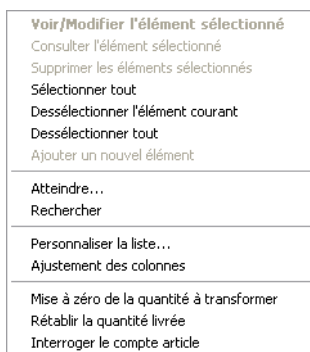 Voir/Modifier l'élément sélectionné
Consulter l'élément sélectionné
Supprimer les éléments sélectionnés
Sélectionner tout
Dessélectionner l'élément courant
Dessélectionner tout
Ajouter un nouvel élément
Atteindre...
Rechercher
Personnaliser la liste...
Ajustement des colonnes
Mise à zéro de la quantité à transformer
Rétablir la quantité livrée
Interroger le compte article